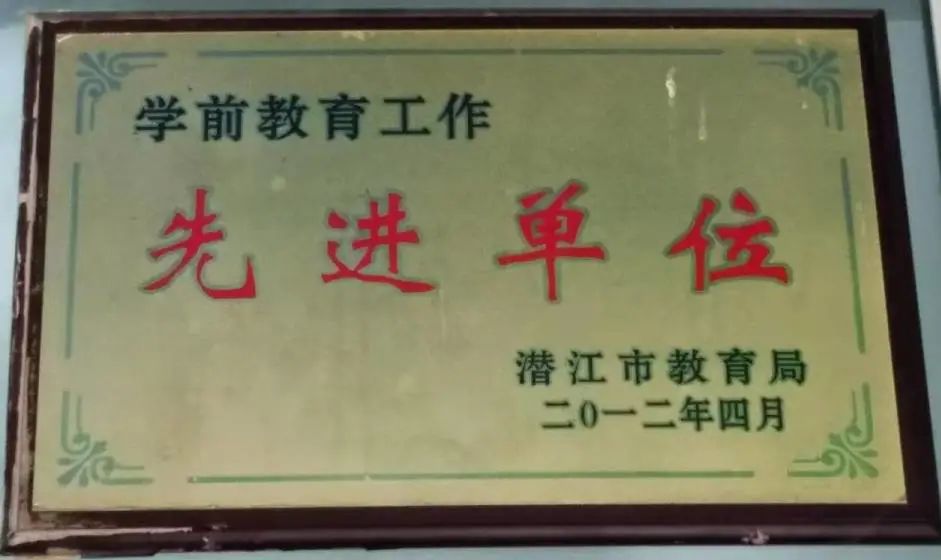 学前教育工作
先进单位
潜江市教育局
二0一二年四月